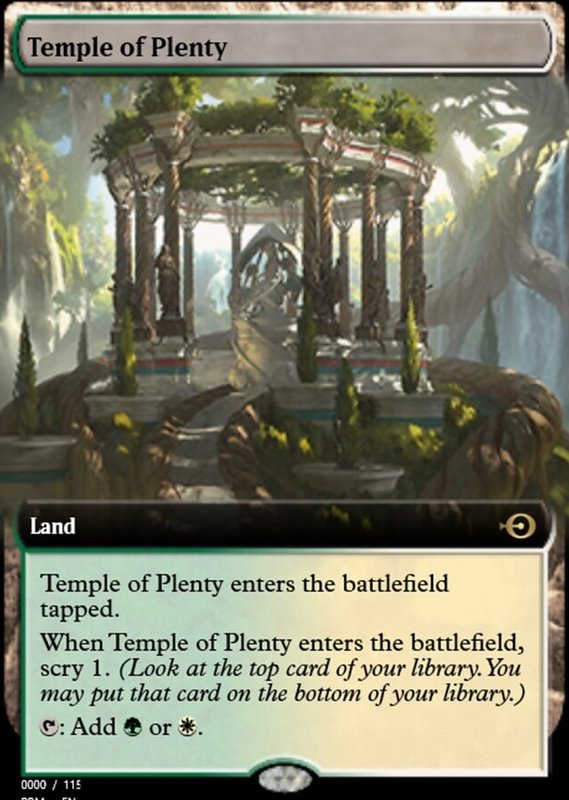 Temple of Plenty
Land
Temple of Plenty enters the battlefield
tapped.
When Temple of Plenty enters the battlefield,
scry 1. (Look at the top card of your library. You
may put that card on the bottom of your library.)
: Add or .
0000 / 115